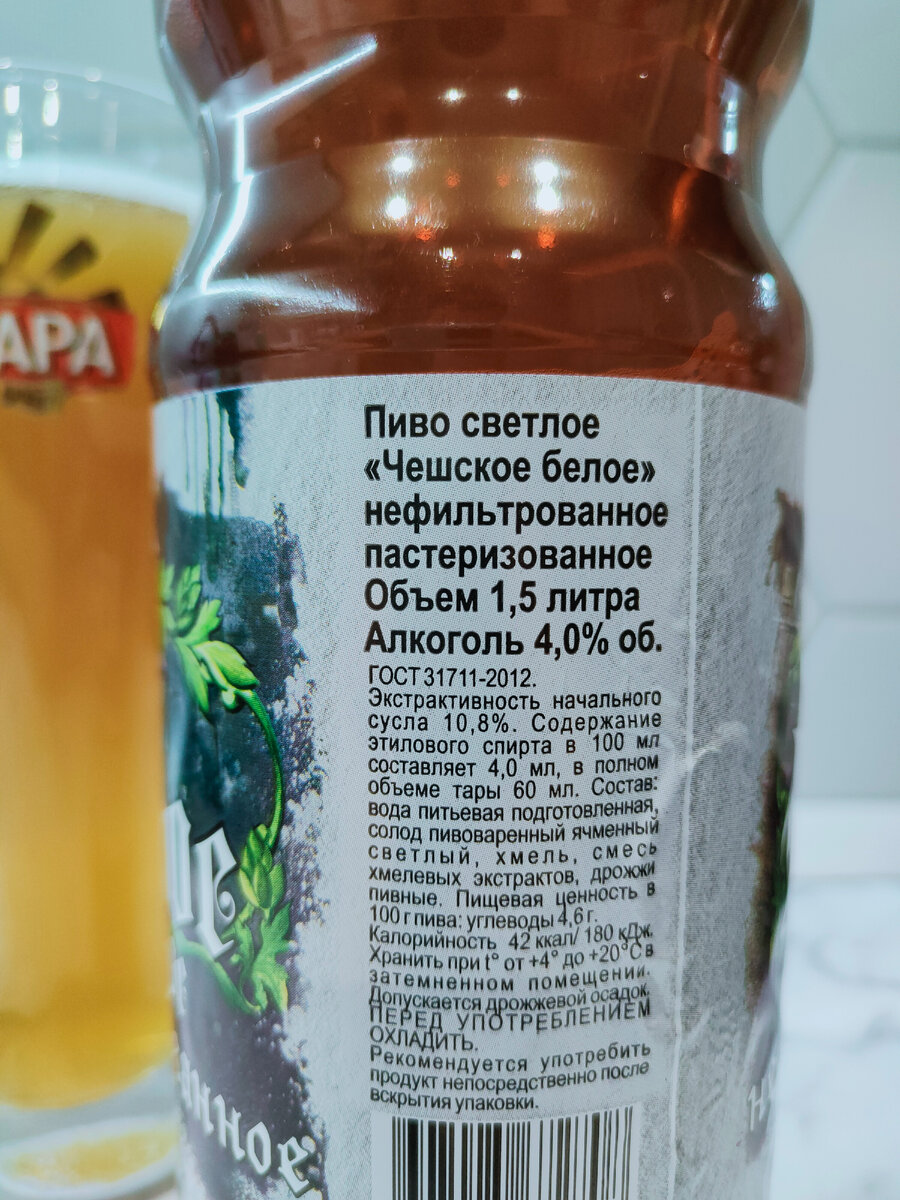 АРА
Пиво светлое
«Чешское белое»
нефильтрованное
пастеризованное
Объем 1,5 литра
Алкоголь 4,0% об.
ГОСТ 31711-2012.
Экстрактивность начального
сусла 10,8%. Содержание
этилового спирта в 100 мл
составляет 4,0 мл, в полном
объеме тары 60 мл. Состав:
вода питьевая подготовленная,
солод пивоваренный ячменный
светлый, хмель, смесь
хмелевых экстрактов, дрожжи
пивные. Пищевая ценность в
100 г пива: углеводы 4,6 г.
Калорийность 42 ккал/ 180 кДж.
Хранить при t° от +4° до +20°С в
затемненном помещении.
Допускается дрожжевой осадок.
ПЕРЕД УПОТРЕБЛЕНИЕМ
ОХЛАДИТЬ.
Рекомендуется употребить
продукт непосредственно после
вскрытия упаковки.